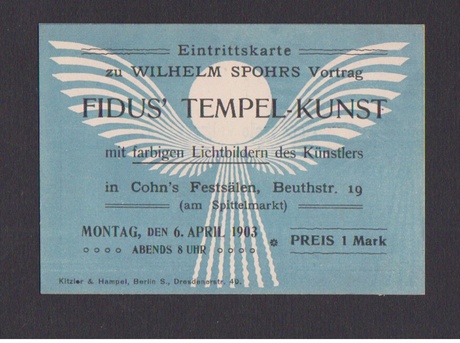 Eintrittskarte
zu WILHELM SPOHRS Vortrag
FIDUS' TEMPEL-KUNST
mit farbigen Lichtbildern des Künstlers
in Cohn's Festsälen, Beuthstr. 19
(am Spittelmarkt)
MONTAG, DEN 6. APRIL 1903
ABENDS 8 UHR
PREIS 1 Mark
Kitzler & Hampel, Berlin S., Dresdenerstr. 49.